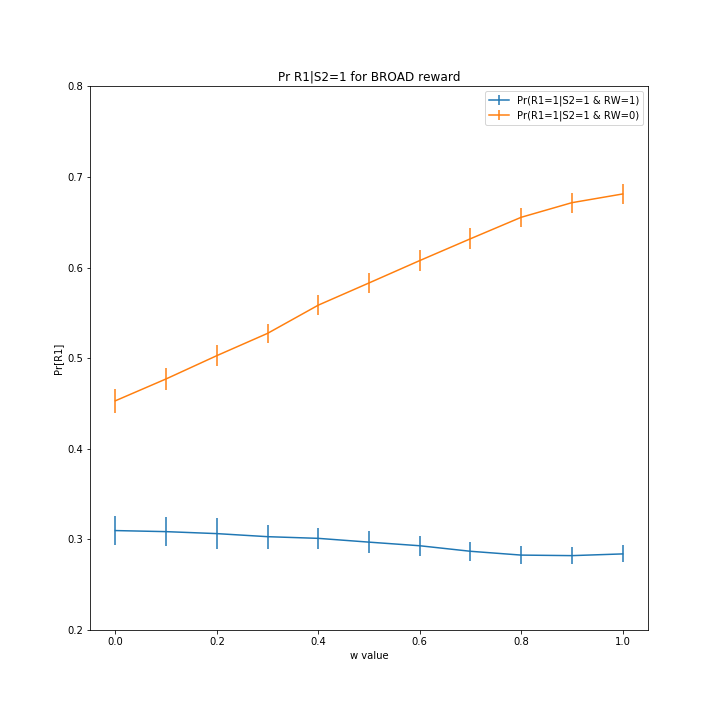 Pr R1|S2=1 for BROAD reward
Pr(R1=1|S2=1 & RW=1)
Pr(R1=1|S2=1 & RW=0)
Pr[R1]
0.8
0.7
0.6
0.5
0.4
0.3
0.2
0.0 0.2 0.4 0.6 0.8 1.0
w value